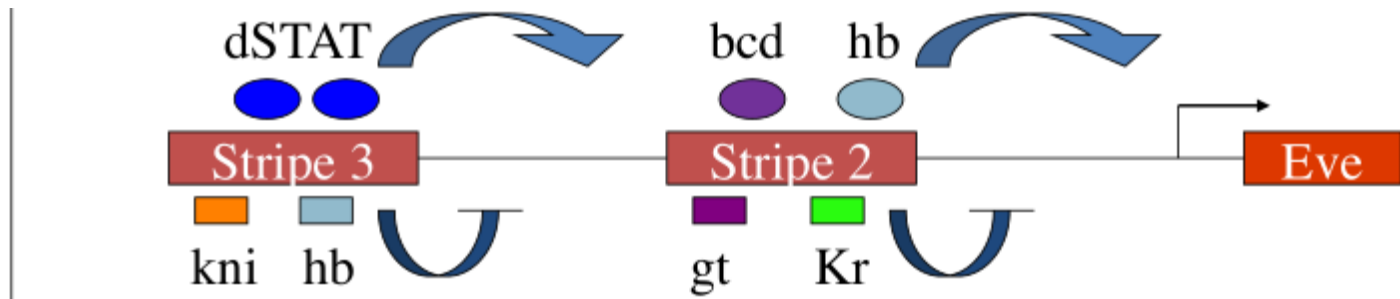 dSTAT bcd hb
Stripe 3 Stripe 2 Eve
kni hb gt Kr